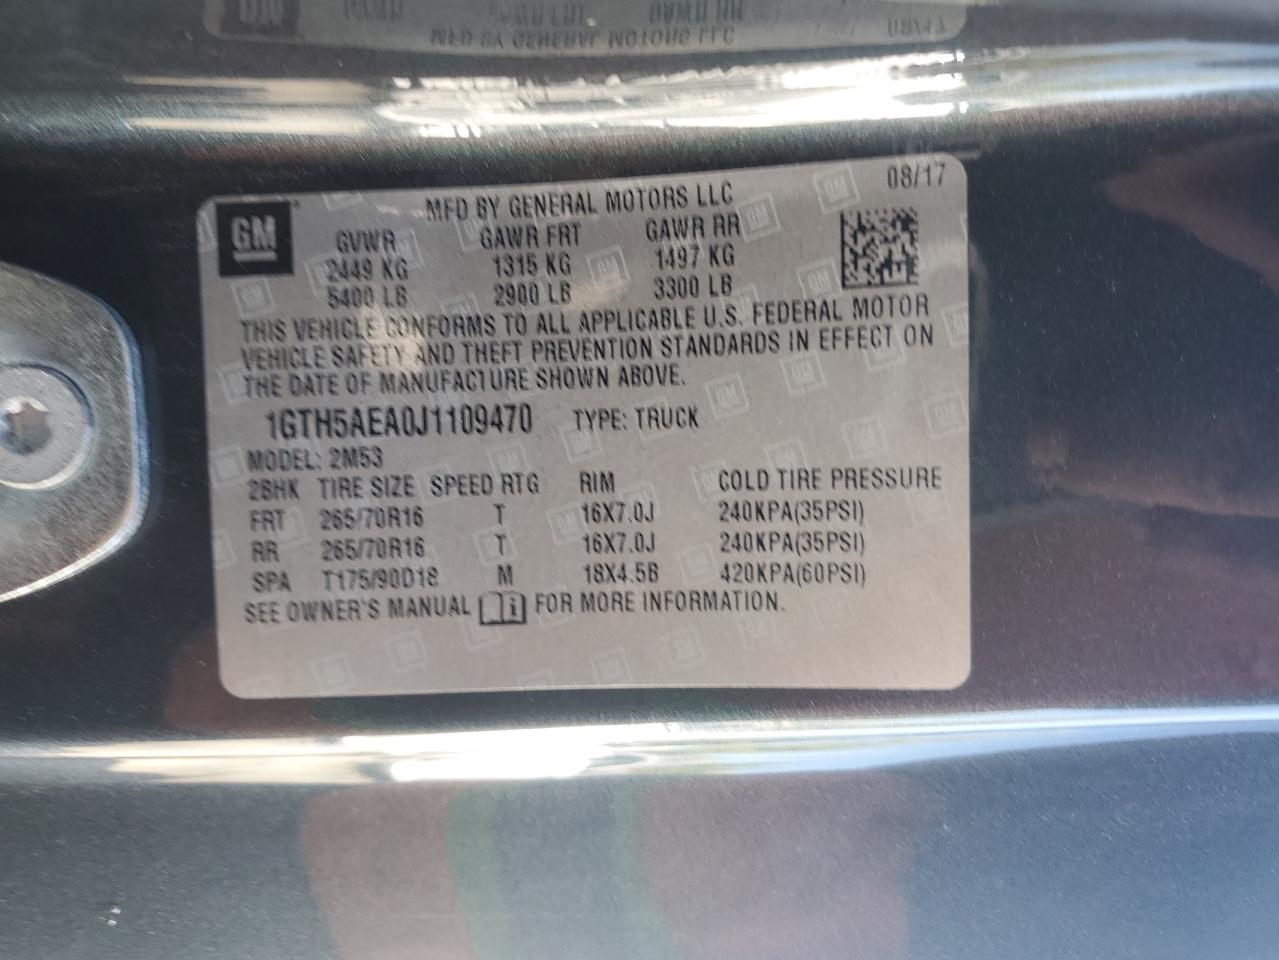 GM
08/17
MFD BY GENERAL MOTORS LLC
GVWR GAWR FRT GAWR RR
2449 KG 1315 KG 1497 KG
5400 LB 2900 LB 3300 LB
THIS VEHICLE CONFORMS TO ALL APPLICABLE U.S. FEDERAL MOTOR
VEHICLE SAFETY AND THEFT PREVENTION STANDARDS IN EFFECT ON
THE DATE OF MANUFACTURE SHOWN ABOVE.
1GTH5AEA0J1109470 TYPE: TRUCK
MODEL: 2M53
2BHK TIRE SIZE SPEED RTG RIM COLD TIRE PRESSURE
FRT 265/70R16 T 16X7.0J 240KPA(35PSI)
RR 265/70R16 T 16X7.0J 240KPA(35PSI)
SPA T175/90D18 M 18X4.5B 420KPA(60PSI)
SEE OWNER'S MANUAL FOR MORE INFORMATION.